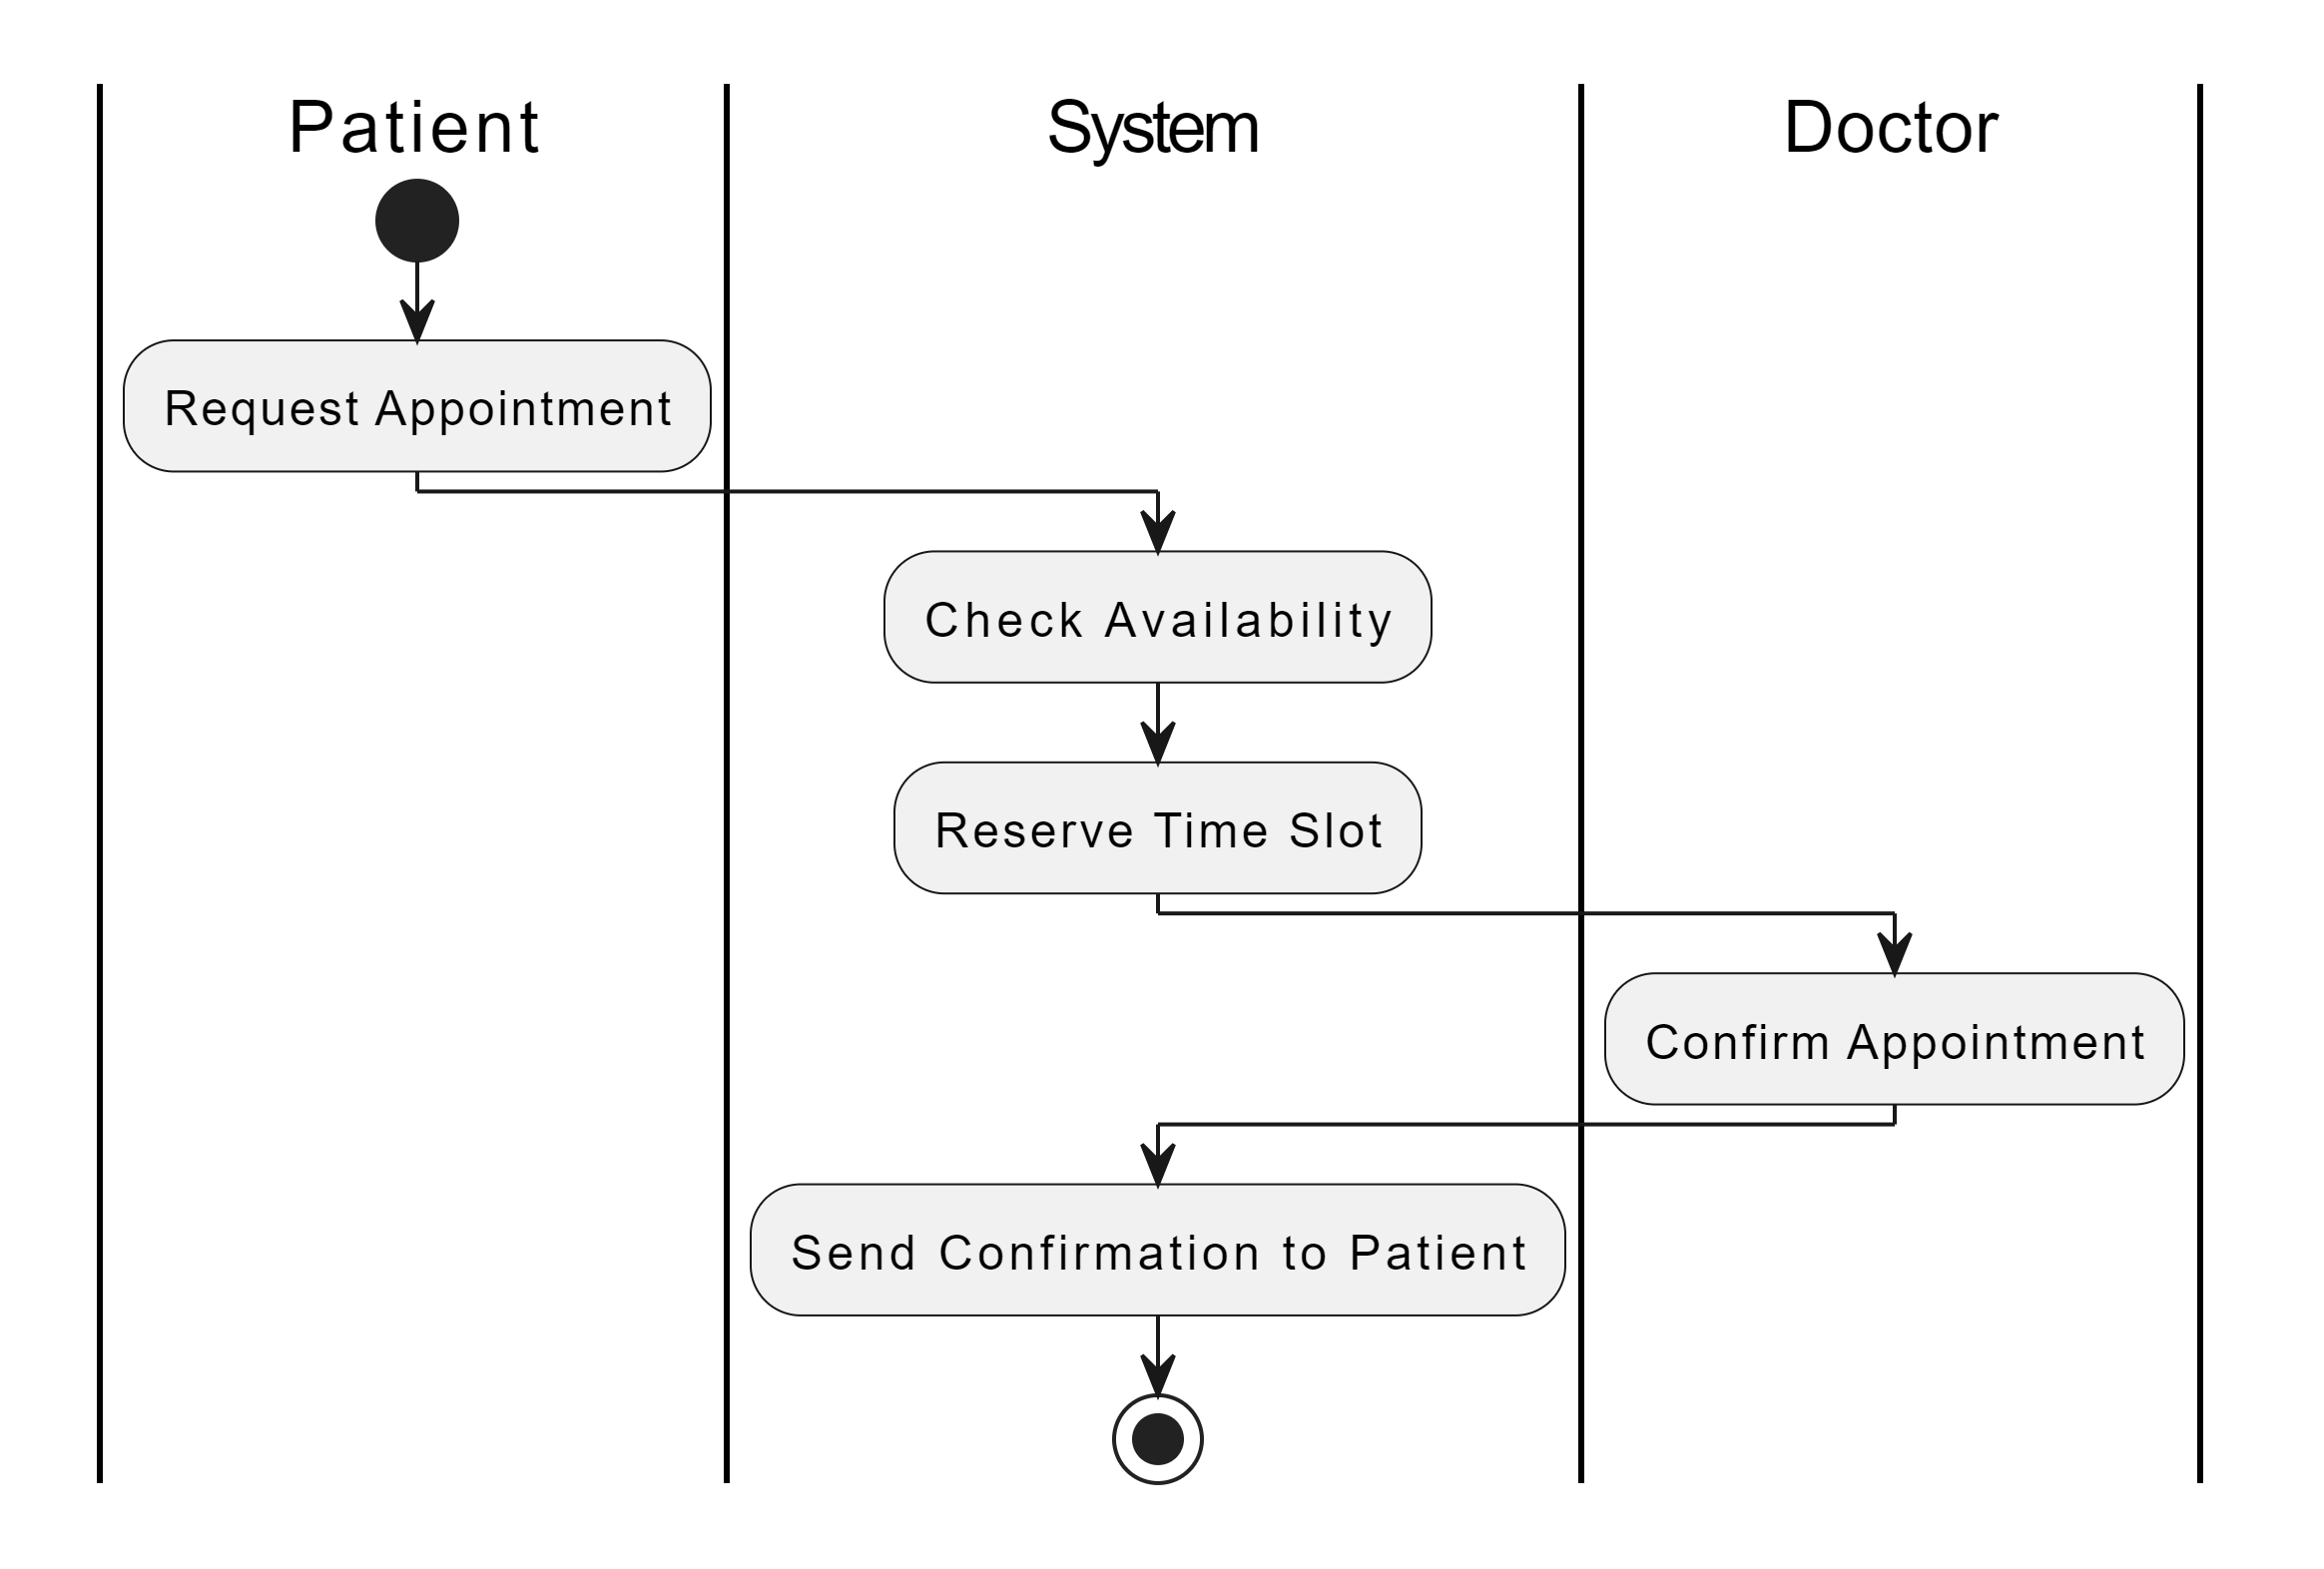 Patient
System
Doctor
Request Appointment
Check Availability
Reserve Time Slot
Confirm Appointment
Send Confirmation to Patient